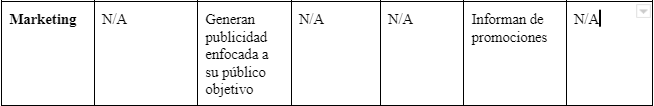 Marketing N/A Generan N/A N/A Informan de N/A
publicidad promociones
enfocada a
su público
objetivo